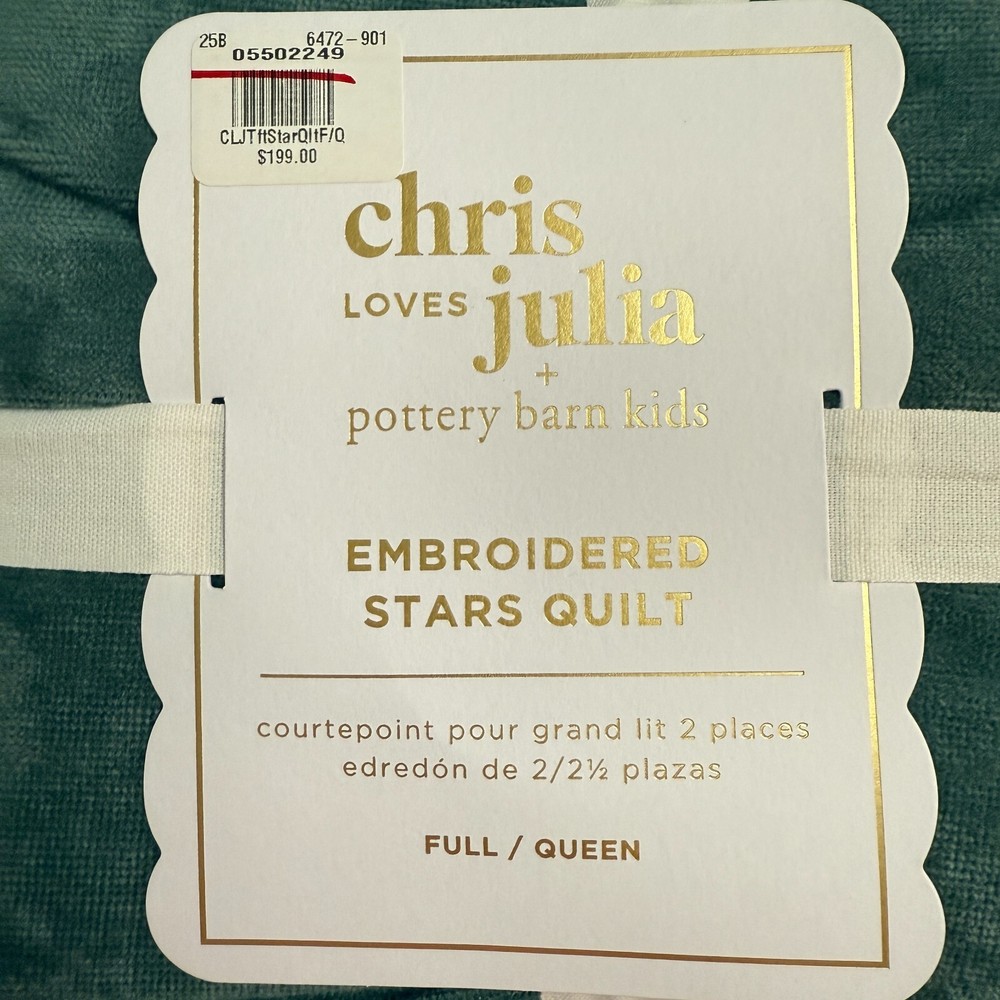 25B 6472-901
05502249
CLJTftStarQltF/Q
$199.00
chris
LOVES julia
+
pottery barn kids
EMBROIDERED
STARS QUILT
courtepoint pour grand lit 2 places
edredón de 2/2½ plazas
FULL / QUEEN